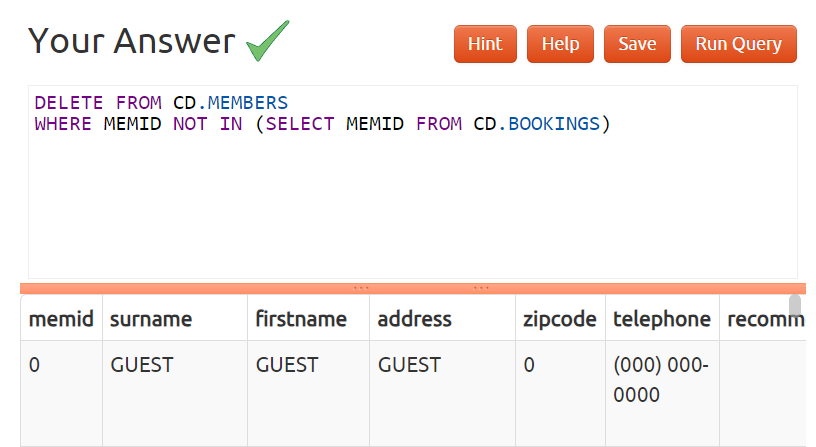 Your Answer
Hint Help Save Run Query
DELETE FROM CD.MEMBERS
WHERE MEMID NOT IN (SELECT MEMID FROM CD.BOOKINGS)
memid surname firstname address zipcode telephone recomm
0 GUEST GUEST GUEST 0 (000) 000-
0000